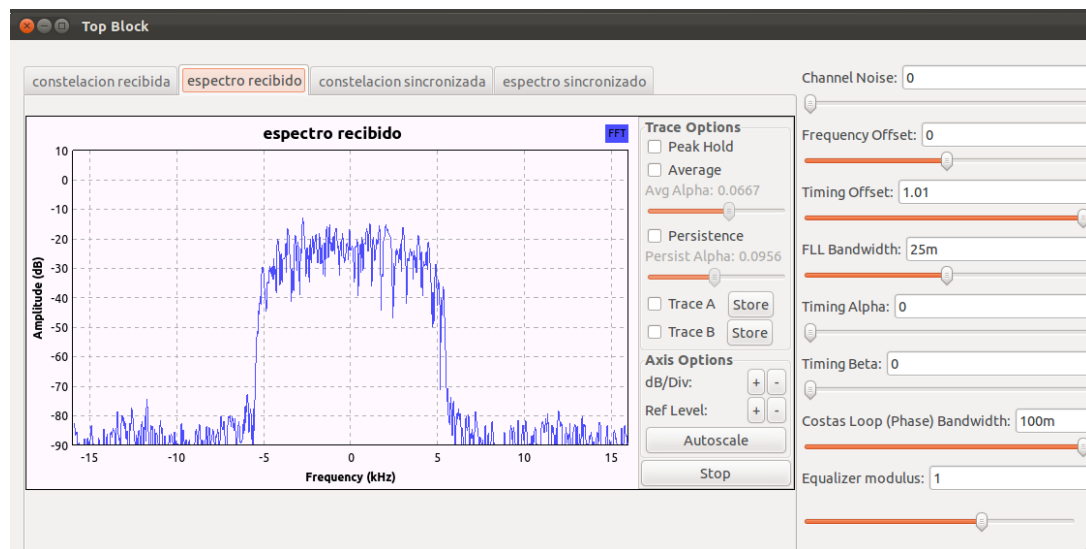 Top Block
constelacion recibida espectro recibido constelacion sincronizada espectro sincronizado
espectro recibido
FFT
10
0
-10
-20
-30
-40
-50
-60
-70
-80
-90
Amplitude (dB)
-15 -10 -5 0 5 10 15
Frequency (kHz)
Trace Options
Peak Hold
Average
Avg Alpha: 0.0667
Persistence
Persist Alpha: 0.0956
Trace A Store
Trace B Store
Axis Options
dB/Div: + -
Ref Level: + -
Autoscale
Stop
Channel Noise: 0
Frequency Offset: 0
Timing Offset: 1.01
FLL Bandwidth: 25m
Timing Alpha: 0
Timing Beta: 0
Costas Loop (Phase) Bandwidth: 100m
Equalizer modulus: 1